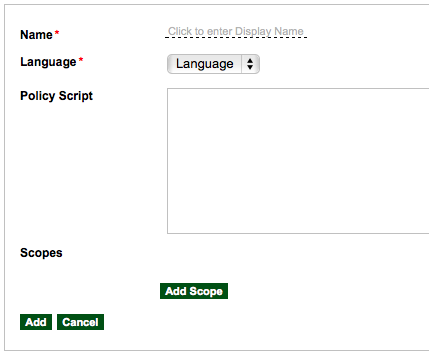 Name* Click to enter Display Name
Language* Language
Policy Script
Scopes
Add Scope
Add Cancel